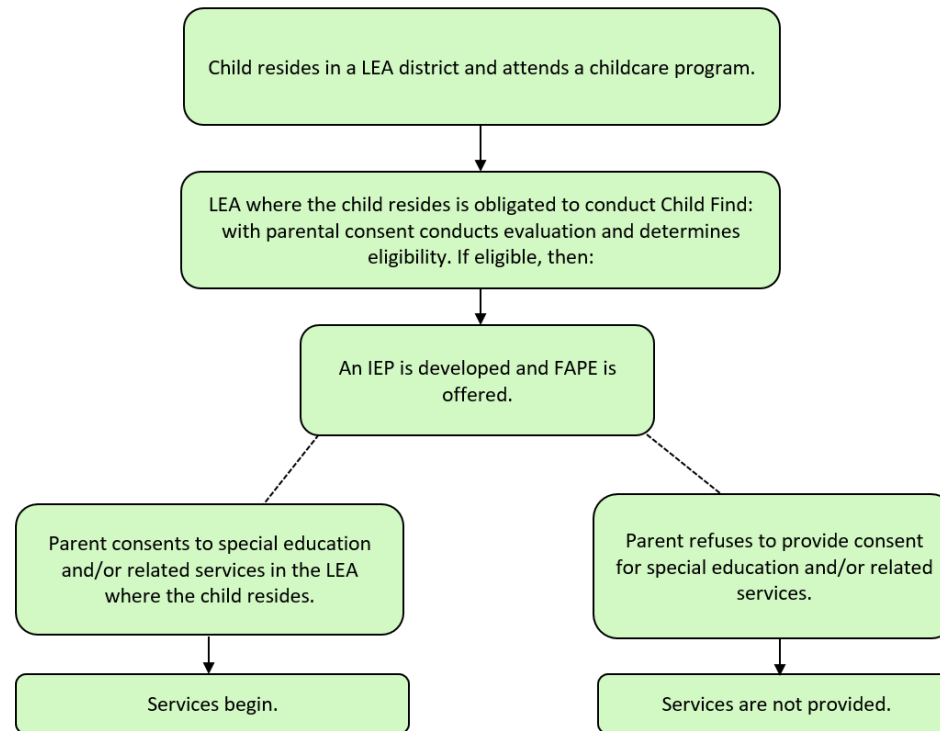 Child resides in a LEA district and attends a childcare program.
LEA where the child resides is obligated to conduct Child Find:
with parental consent conducts evaluation and determines
eligibility. If eligible, then:
An IEP is developed and FAPE is
offered.
Parent consents to special education
and/or related services in the LEA
where the child resides.
Services begin.
Parent refuses to provide consent
for special education and/or related
services.
Services are not provided.